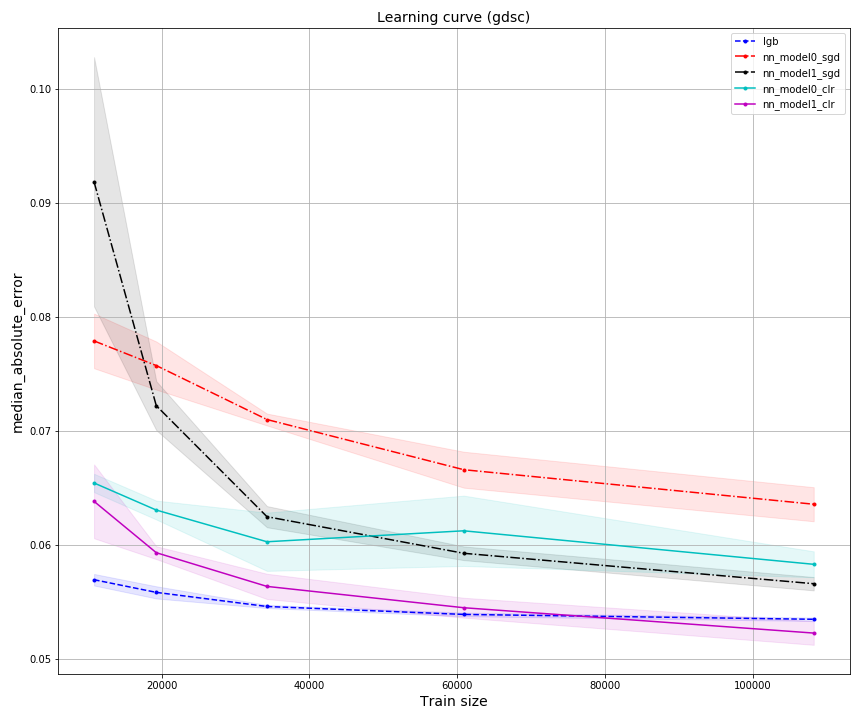 Learning curve (gdsc)
lgb
nn_model0_sgd
nn_model1_sgd
nn_model0_clr
nn_model1_clr
0.10
0.09
0.08
0.07
0.06
0.05
median_absolute_error
20000 40000 60000 80000 100000
Train size